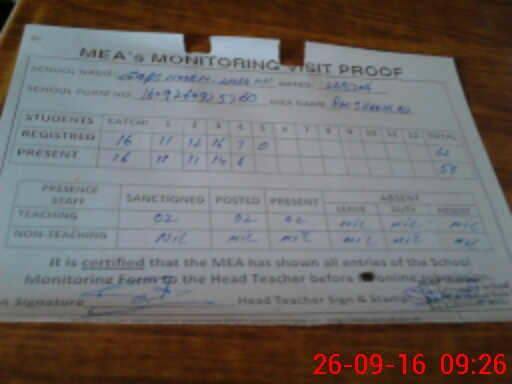 MEA's MONITORING VISIT PROOF
SCHOOL NAME: GBPS DATED:
SCHOOL FORM NO. MEA NAME
STUDENTS KATCHI 1 2 3 4 5 6 7 8 9 10 11 12 TOTAL
REGISTRED 16 11 12 16 7 0 62
PRESENT 16 11 11 14 6 58
PRESENCE STAFF SANCTIONED POSTED PRESENT ABSENT
LEAVE DUTY ABSENT
TEACHING 02 02 02 NIL NIL NIL
NON-TEACHING NIL NIL NIL NIL NIL NIL
It is certified that the MEA has shown all entries of the School
Monitoring Form to the Head Teacher before online submission.
A Signature Head Teacher Sign & Stamp
26-09-16 09:26